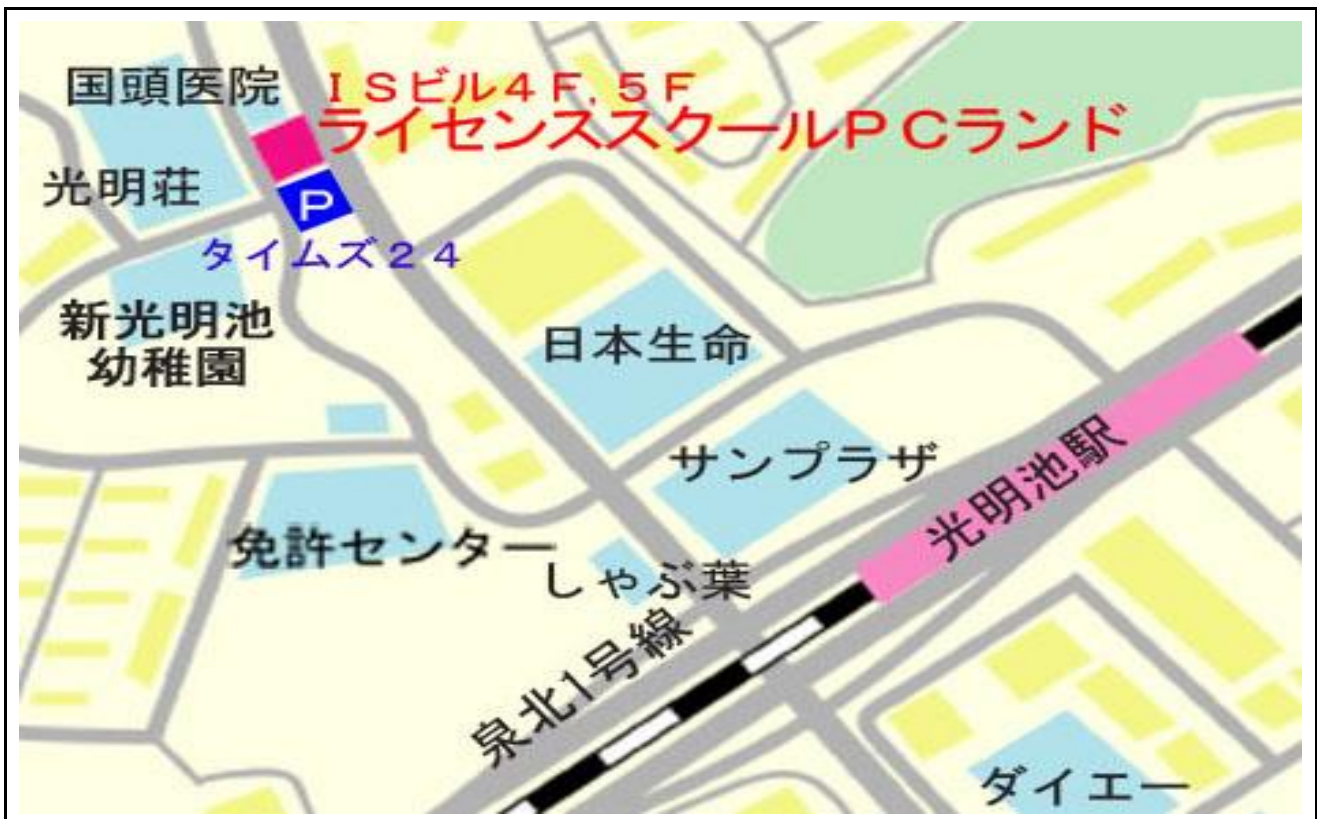 国頭医院
ＩＳビル４Ｆ,５Ｆ
ライセンススクールＰＣランド
光明荘
P
タイムズ２４
新光明池
幼稚園
日本生命
サンプラザ
光明池駅
免許センター
しゃぶ葉
泉北1号線
ダイエー